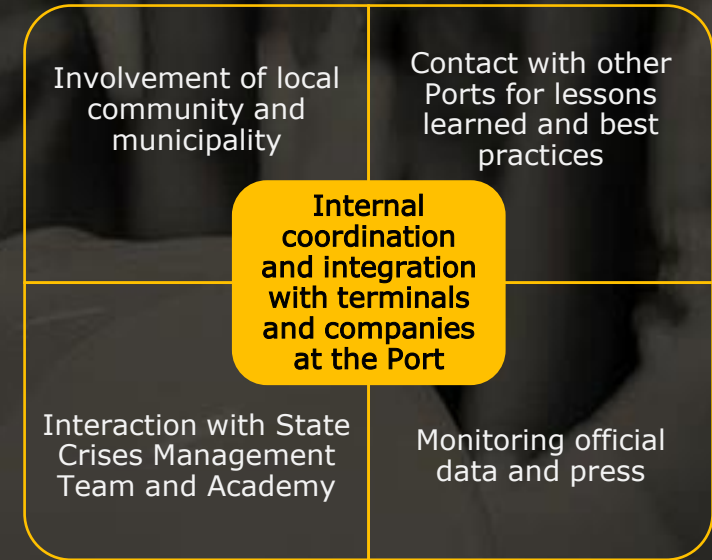 Involvement of local
community and
municipality
Contact with other
Ports for lessons
learned and best
practices
Internal
coordination
and integration
with terminals
and companies
at the Port
Interaction with State
Crises Management
Team and Academy
Monitoring official
data and press